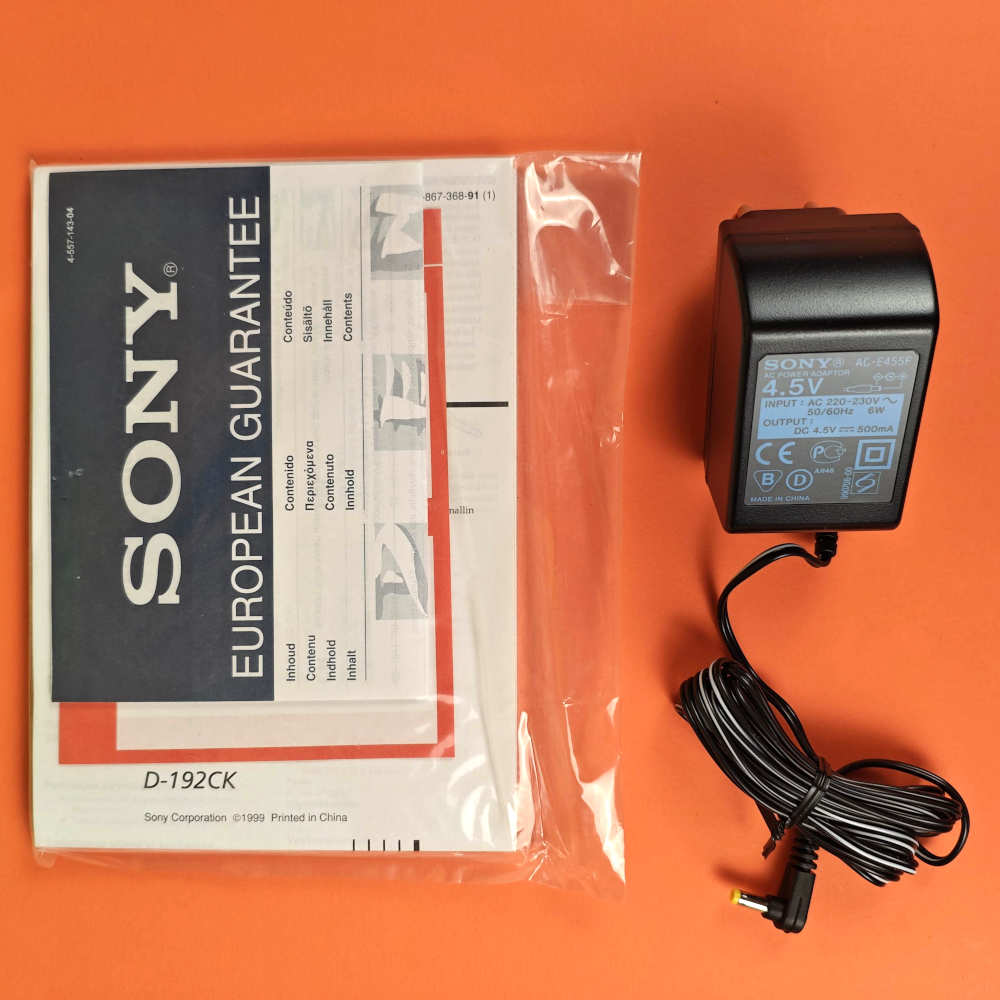 4-557-143-04
SONY®
EUROPEAN GUARANTEE
Inhoud Contenido Conteúdo
Contenu Περιεχόμενα Sisältö
Indhold Contenuto Innehåll
Inhalt Innhold Contents
-867-368-91 (1)
D-192CK
Sony Corporation ©1999 Printed in China
SONY® AC-E455F
AC POWER ADAPTOR
4.5V
INPUT : AC 220-230V
50/60Hz 6W
OUTPUT :
DC 4.5V 500mA
CE
AЯ46
B D
MADE IN CHINA
S